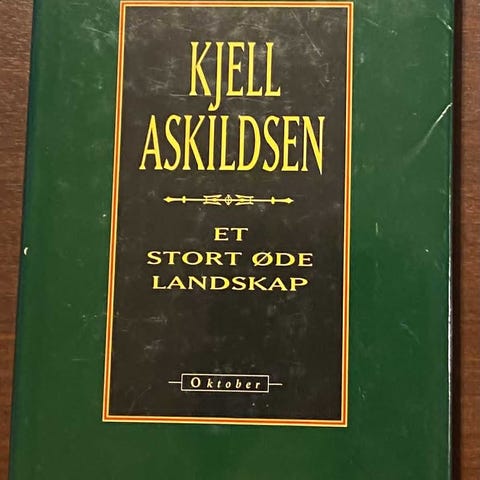 KJELL
ASKILDSEN
ET
STORT ØDE
LANDSKAP
Oktober